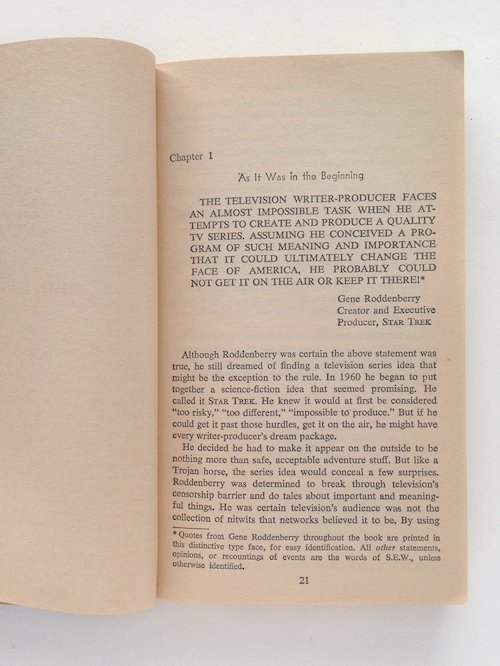 Chapter 1
As It Was in the Beginning
THE TELEVISION WRITER-PRODUCER FACES
AN ALMOST IMPOSSIBLE TASK WHEN HE AT-
TEMPTS TO CREATE AND PRODUCE A QUALITY
TV SERIES. ASSUMING HE CONCEIVED A PRO-
GRAM OF SUCH MEANING AND IMPORTANCE
THAT IT COULD ULTIMATELY CHANGE THE
FACE OF AMERICA, HE PROBABLY COULD
NOT GET IT ON THE AIR OR KEEP IT THERE!*
Gene Roddenberry
Creator and Executive
Producer, STAR TREK
Although Roddenberry was certain the above statement was
true, he still dreamed of finding a television series idea that
might be the exception to the rule. In 1960 he began to put
together a science-fiction idea that seemed promising. He
called it STAR TREK. He knew it would at first be considered
"too risky," "too different," "impossible to produce." But if he
could get it past those hurdles, get it on the air, he might have
every writer-producer's dream package.
He decided he had to make it appear on the outside to be
nothing more than safe, acceptable adventure stuff. But like a
Trojan horse, the series idea would conceal a few surprises.
Roddenberry was determined to break through television's
censorship barrier and do tales about important and meaning-
ful things. He was certain television's audience was not the
collection of nitwits that networks believed it to be. By using
* Quotes from Gene Roddenberry throughout the book are printed in
this distinctive type face, for easy identification. All other statements,
opinions, or recountings of events are the words of S.E.W., unless
otherwise identified.
21